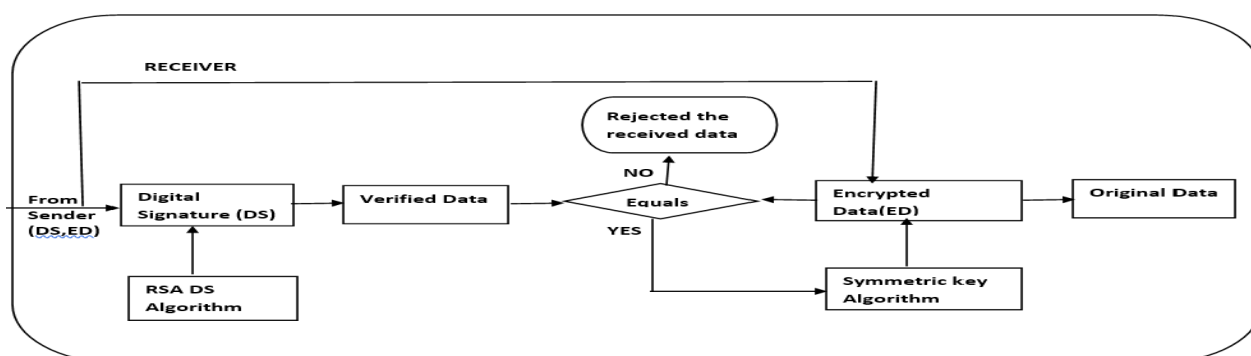 RECEIVER
Rejected the
received data
NO
From
Sender
(DS,ED)
Digital
Signature (DS)
Verified Data
Equals
Encrypted
Data(ED)
Original Data
YES
RSA DS
Algorithm
Symmetric key
Algorithm